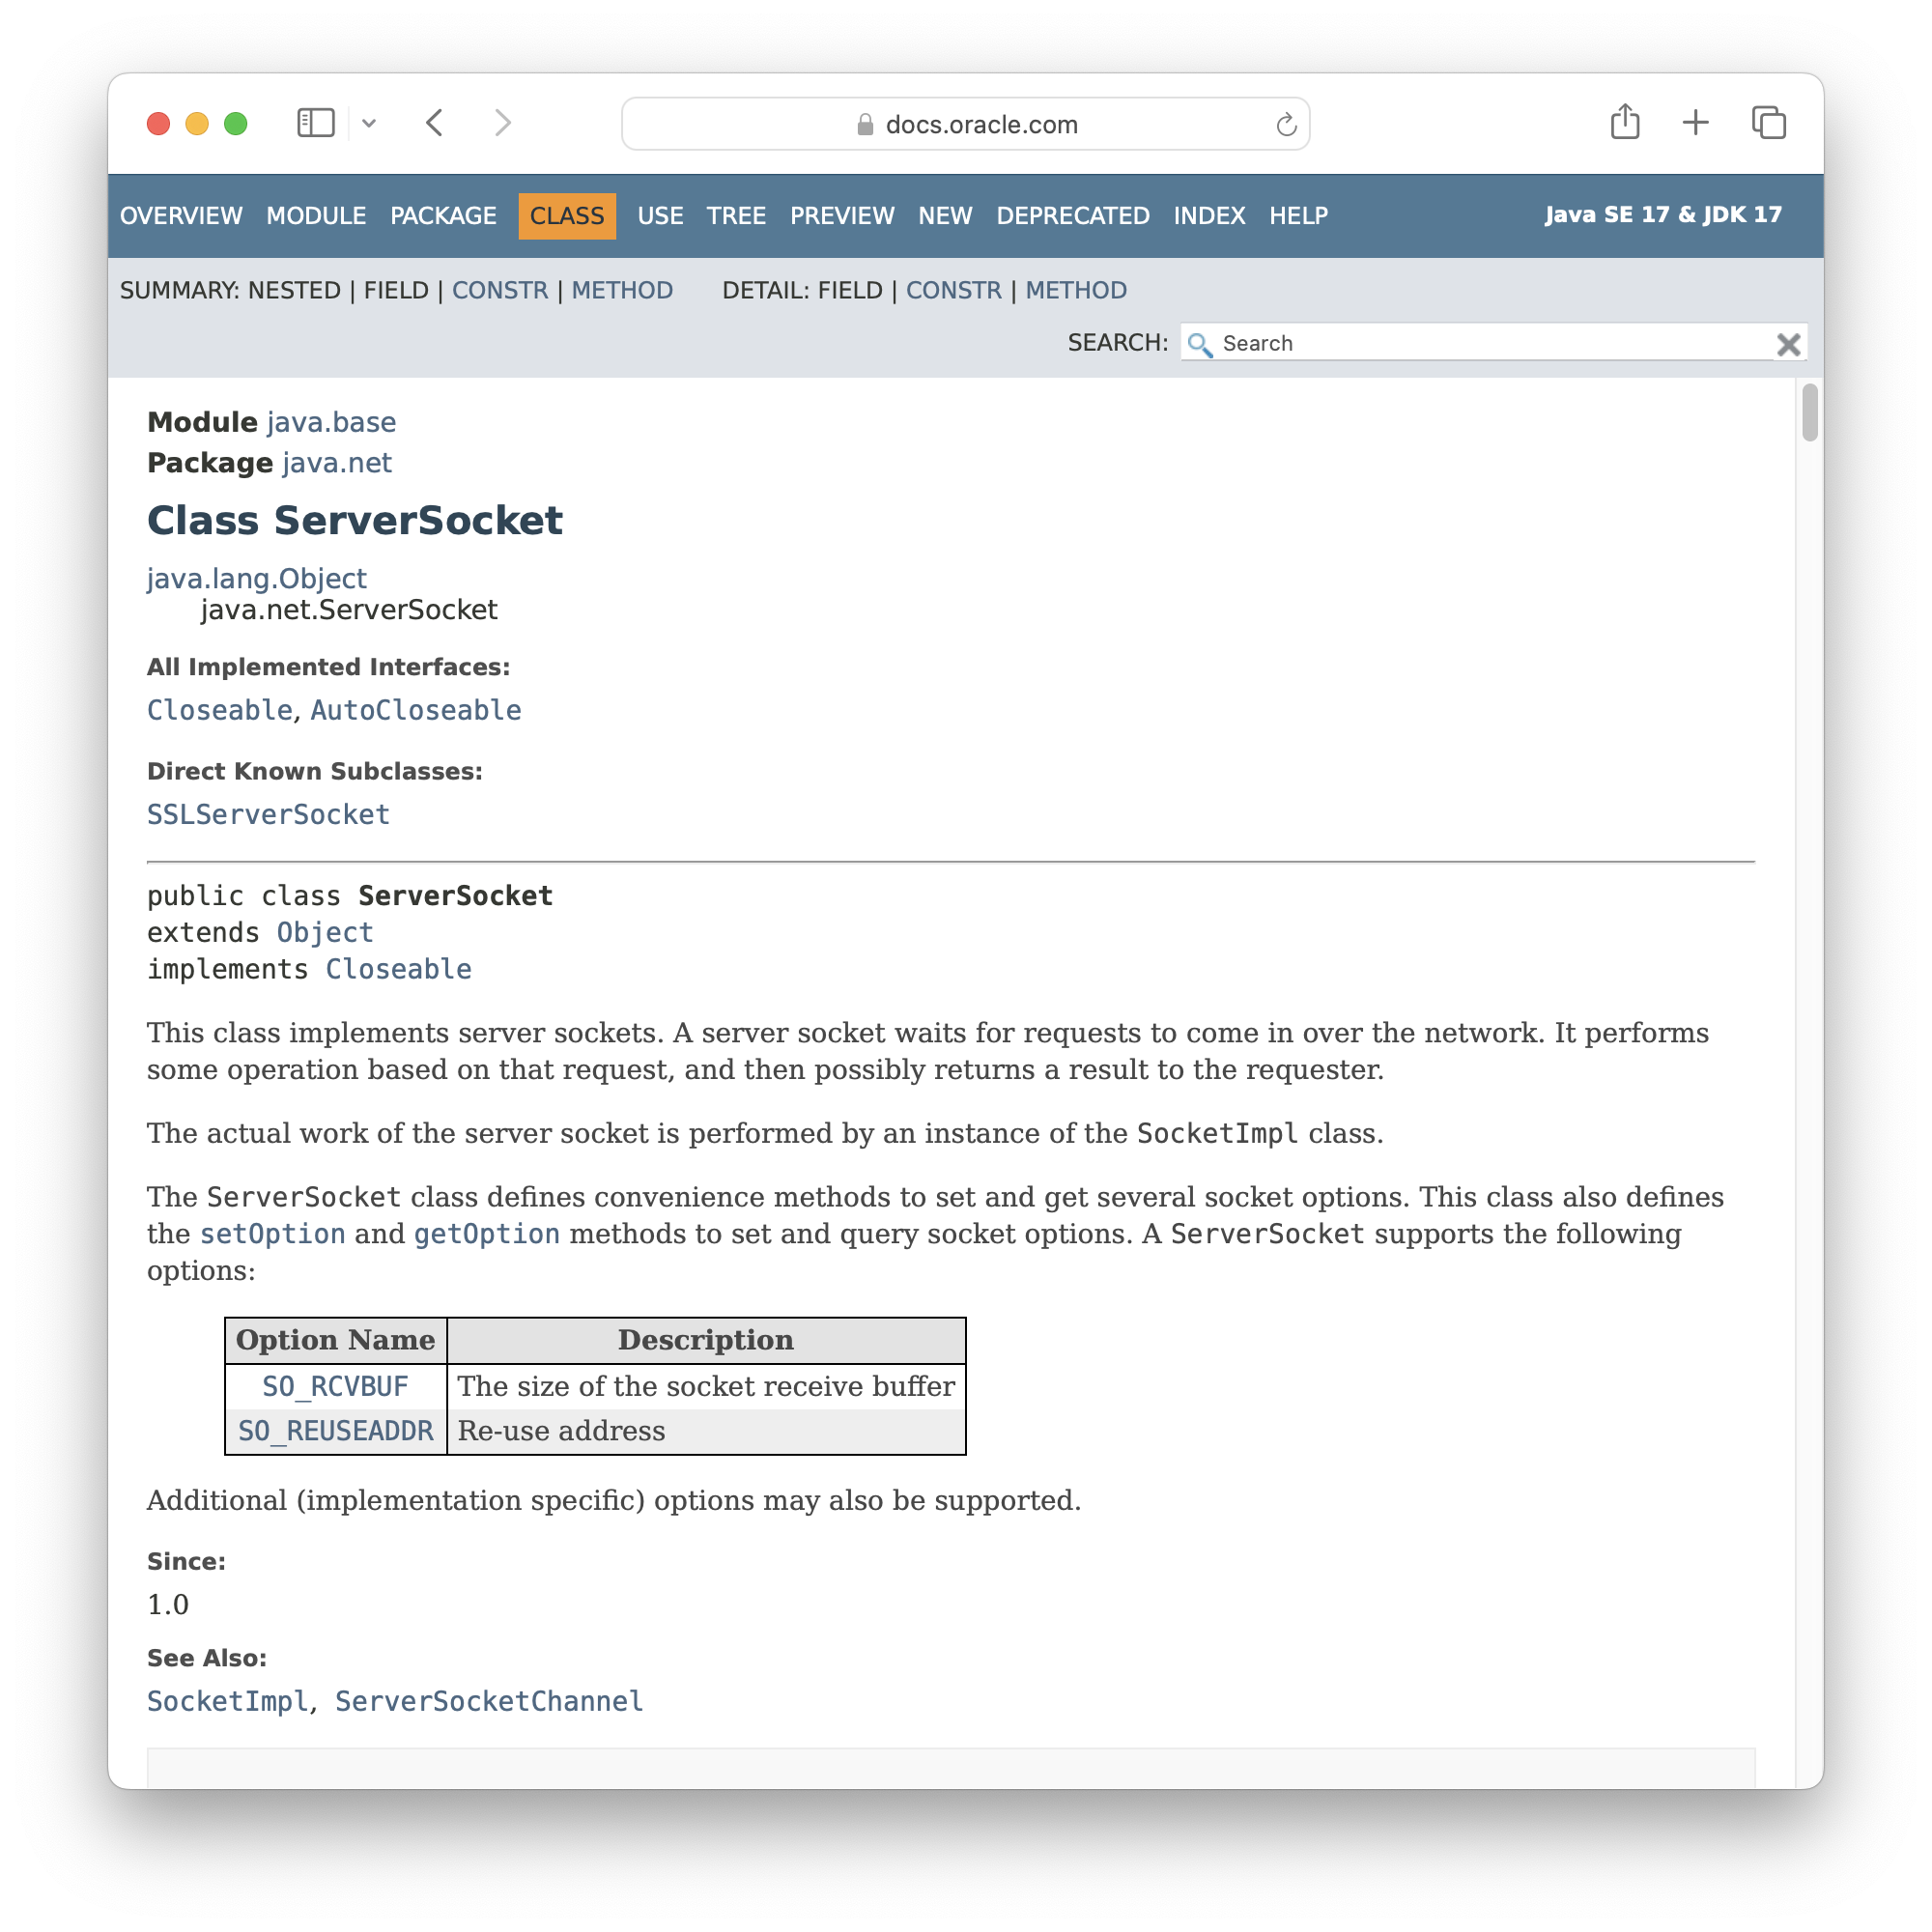 docs.oracle.com
OVERVIEW MODULE PACKAGE CLASS USE TREE PREVIEW NEW DEPRECATED INDEX HELP Java SE 17 & JDK 17
SUMMARY: NESTED | FIELD | CONSTR | METHOD DETAIL: FIELD | CONSTR | METHOD
SEARCH: Search
Module java.base
Package java.net
Class ServerSocket
java.lang.Object
java.net.ServerSocket
All Implemented Interfaces:
Closeable, AutoCloseable
Direct Known Subclasses:
SSLServerSocket
public class ServerSocket
extends Object
implements Closeable
This class implements server sockets. A server socket waits for requests to come in over the network. It performs
some operation based on that request, and then possibly returns a result to the requester.
The actual work of the server socket is performed by an instance of the SocketImpl class.
The ServerSocket class defines convenience methods to set and get several socket options. This class also defines
the setOption and getOption methods to set and query socket options. A ServerSocket supports the following
options:
Option Name Description
SO_RCVBUF The size of the socket receive buffer
SO_REUSEADDR Re-use address
Additional (implementation specific) options may also be supported.
Since:
1.0
See Also:
SocketImpl, ServerSocketChannel